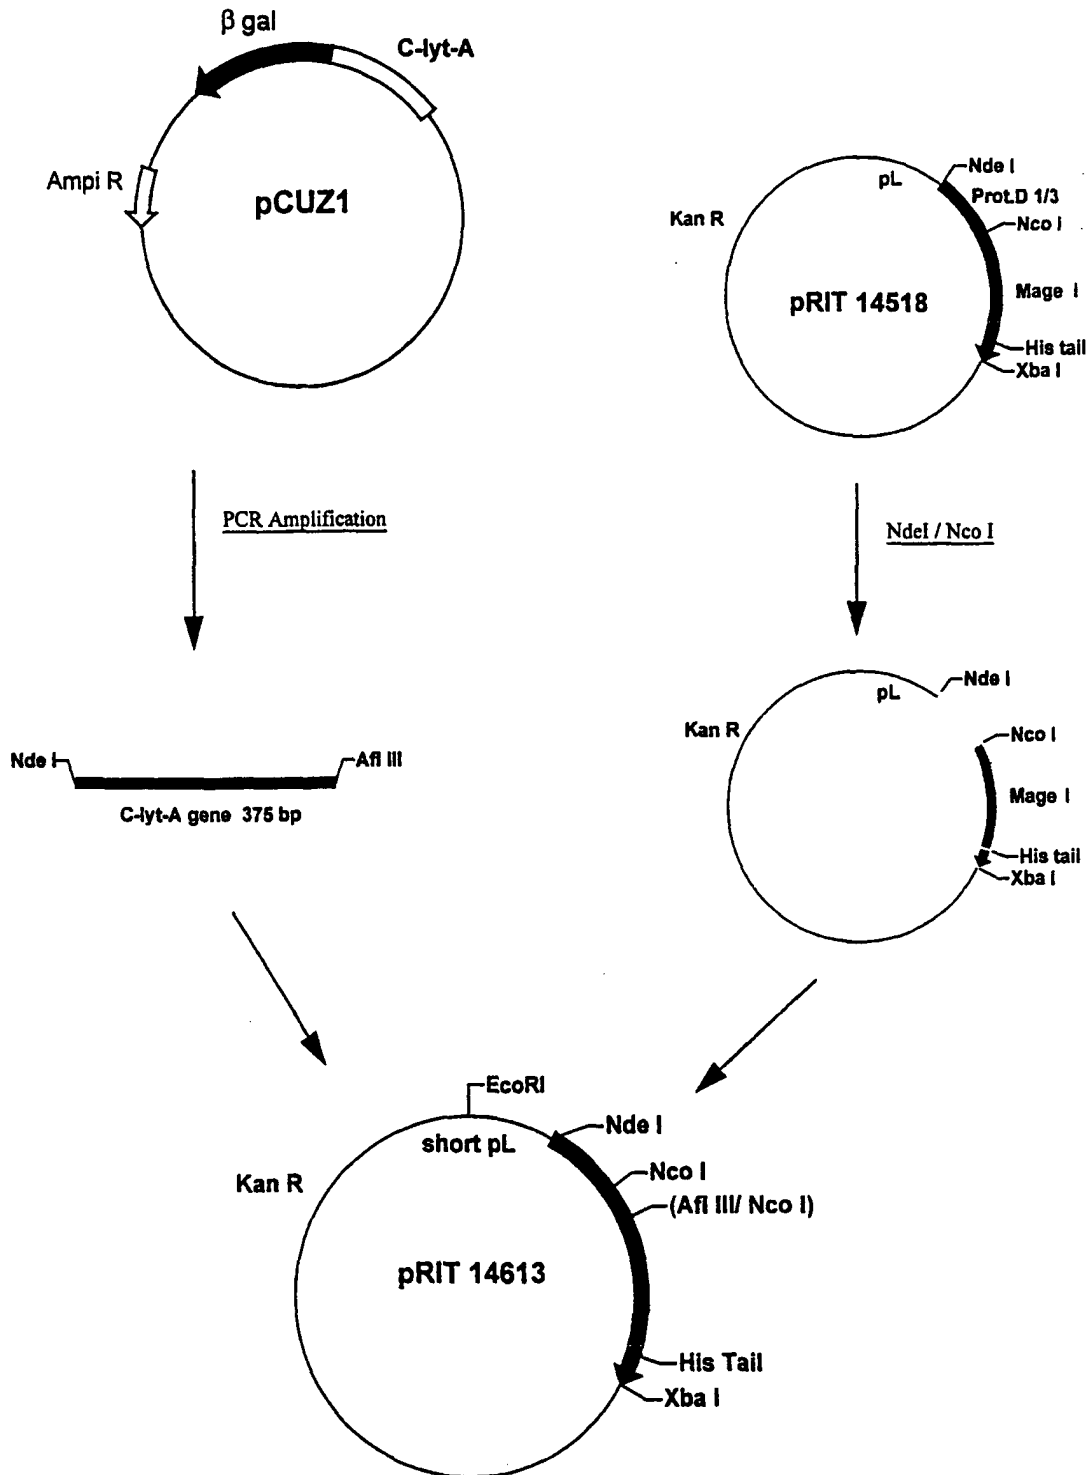 β gal
C-lyt-A
Ampi R
pCUZ1
pL
Nde I
Prot.D 1/3
Nco I
Kan R
Mage I
pRIT 14518
His tail
Xba I
PCR Amplification
NdeI / Nco I
Nde I
pL
Kan R
Nco I
Mage I
His tail
Xba I
Nde I
Afl III
C-lyt-A gene 375 bp
EcoRI
short pL
Nde I
Kan R
Nco I
(Afl III/ Nco I)
pRIT 14613
His Tail
Xba I